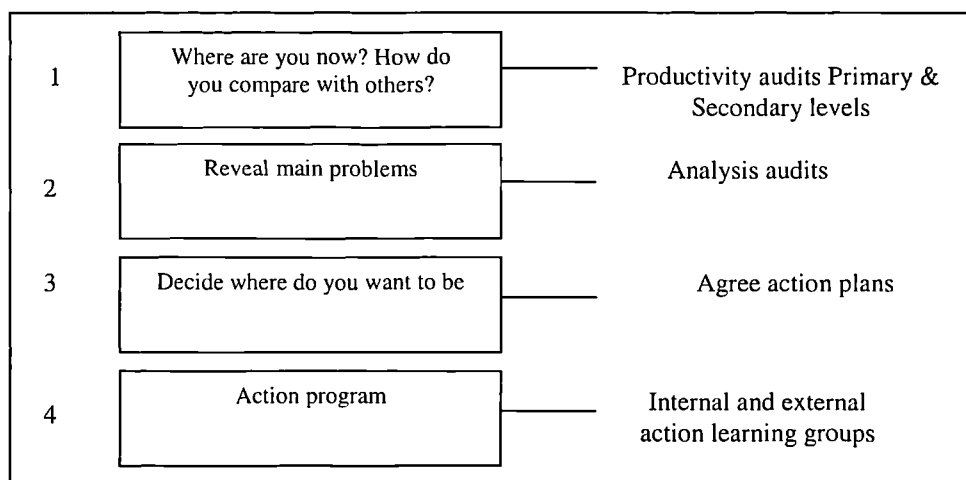 1
Where are you now? How do
you compare with others?
Productivity audits Primary &
Secondary levels
2
Reveal main problems
Analysis audits
3
Decide where do you want to be
Agree action plans
4
Action program
Internal and external
action learning groups